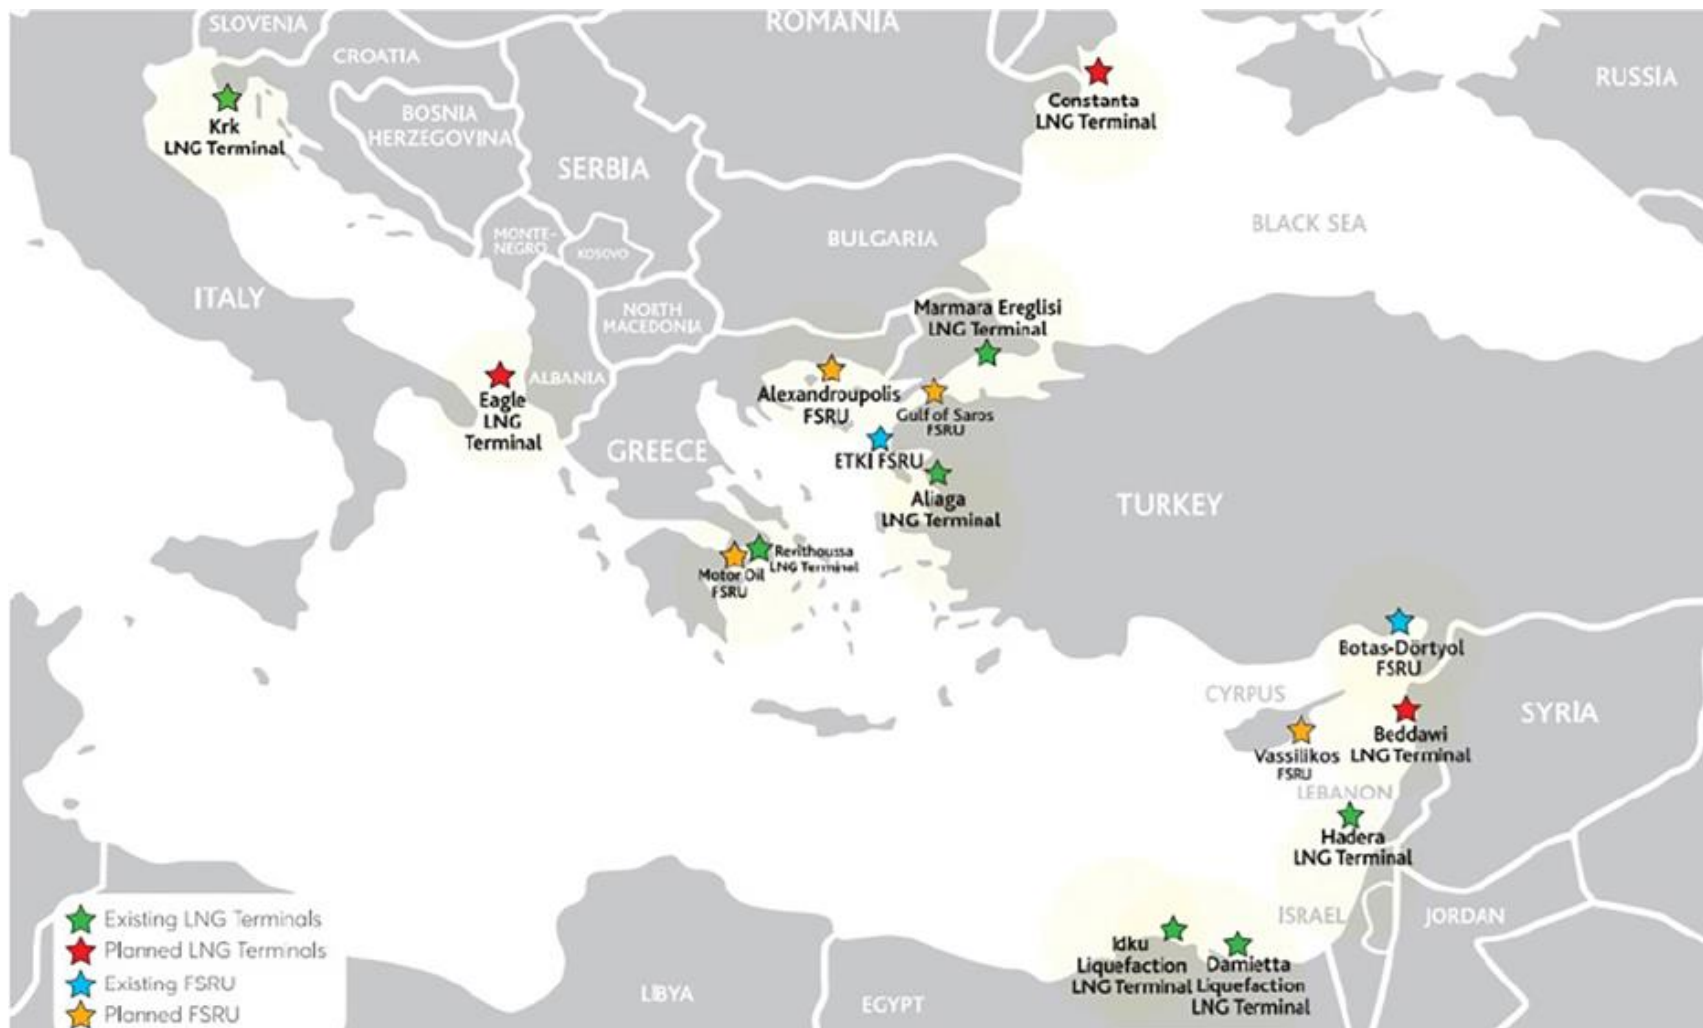 SLOVENIA
ROMANIA
CROATIA
RUSSIA
Krk
LNG Terminal
BOSNIA
HERZEGOVINA
Constanta
LNG Terminal
SERBIA
BLACK SEA
MONTE-
NEGRO
KOSOVO
BULGARIA
ITALY
NORTH
MACEDONIA
Marmara Ereglisi
LNG Terminal
ALBANIA
Eagle
LNG
Terminal
Alexandroupolis
FSRU
Gulf of Saros
FSRU
GREECE
ETKI FSRU
Aliaga
LNG Terminal
TURKEY
Revithoussa
LNG Terminal
Motor Oil
FSRU
Botas-Dörtyol
FSRU
CYRPUS
SYRIA
Beddawi
LNG Terminal
Vassilikos
FSRU
LEBANON
Hadera
LNG Terminal
ISRAEL
JORDAN
Idku
Liquefaction
LNG Terminal
Damietta
Liquefaction
LNG Terminal
LIBYA
EGYPT
Existing LNG Terminals
Planned LNG Terminals
Existing FSRU
Planned FSRU